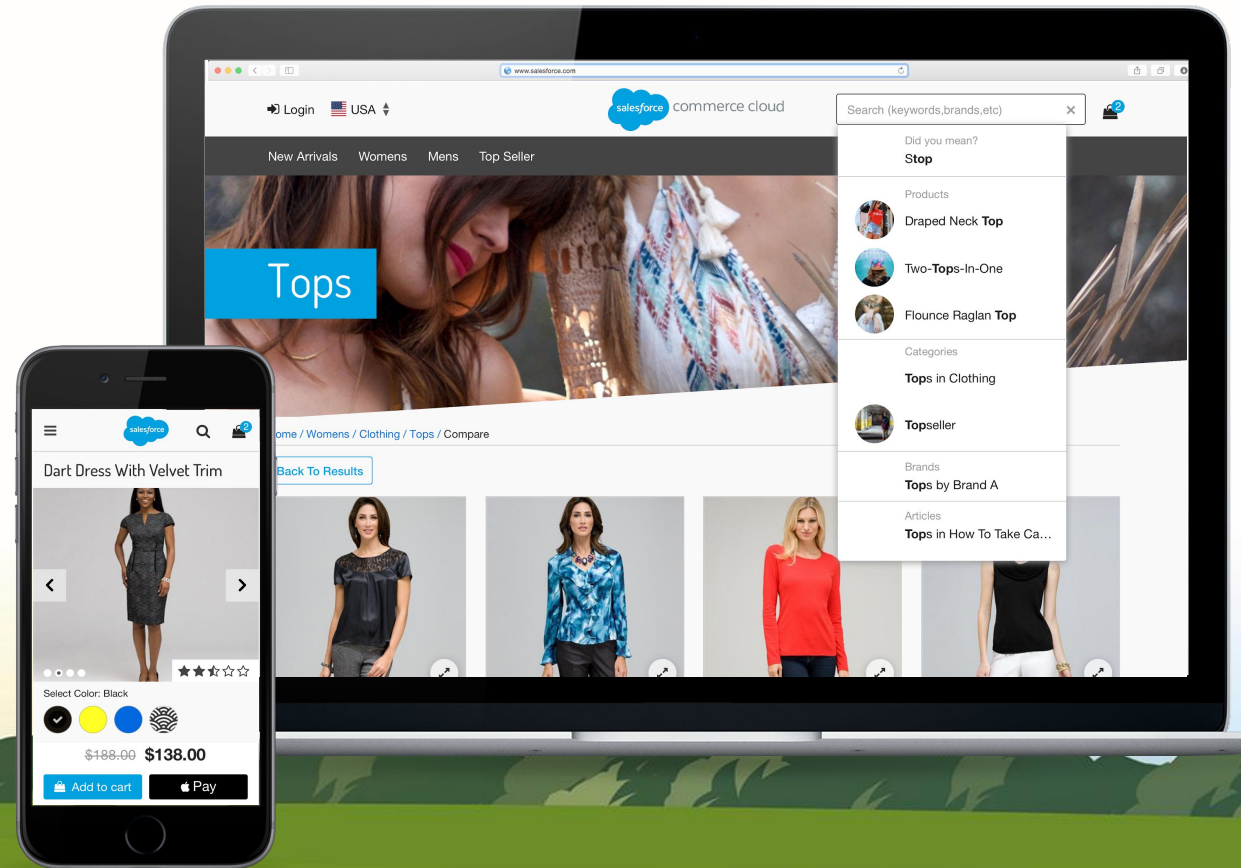 www.salesforce.com
Login
USA
salesforce commerce cloud
Search (keywords,brands,etc)
2
New Arrivals Womens Mens Top Seller
Did you mean?
Stop
Products
Draped Neck Top
Two-Tops-In-One
Flounce Raglan Top
Categories
Tops in Clothing
Topseller
Brands
Tops by Brand A
Articles
Tops in How To Take Ca...
Tops
ome / Womens / Clothing / Tops / Compare
Back To Results
salesforce
2
Dart Dress With Velvet Trim
Select Color: Black
$188.00 $138.00
Add to cart
Pay